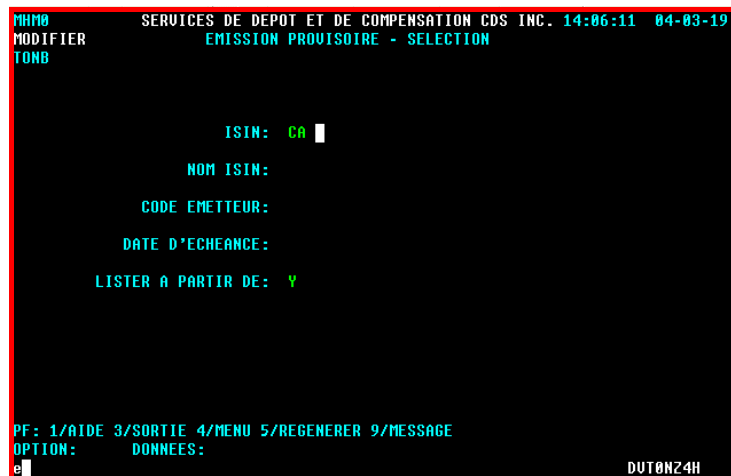 MHM0 SERVICES DE DEPOT ET DE COMPENSATION CDS INC. 14:06:11 04-03-19
MODIFIER EMISSION PROVISOIRE - SELECTION
TONB
ISIN: CA
NOM ISIN:
CODE EMETTEUR:
DATE D'ECHEANCE:
LISTER A PARTIR DE: Y
PF: 1/AIDE 3/SORTIE 4/MENU 5/REGENERER 9/MESSAGE
OPTION: DONNEES:
e DVT0NZ4H